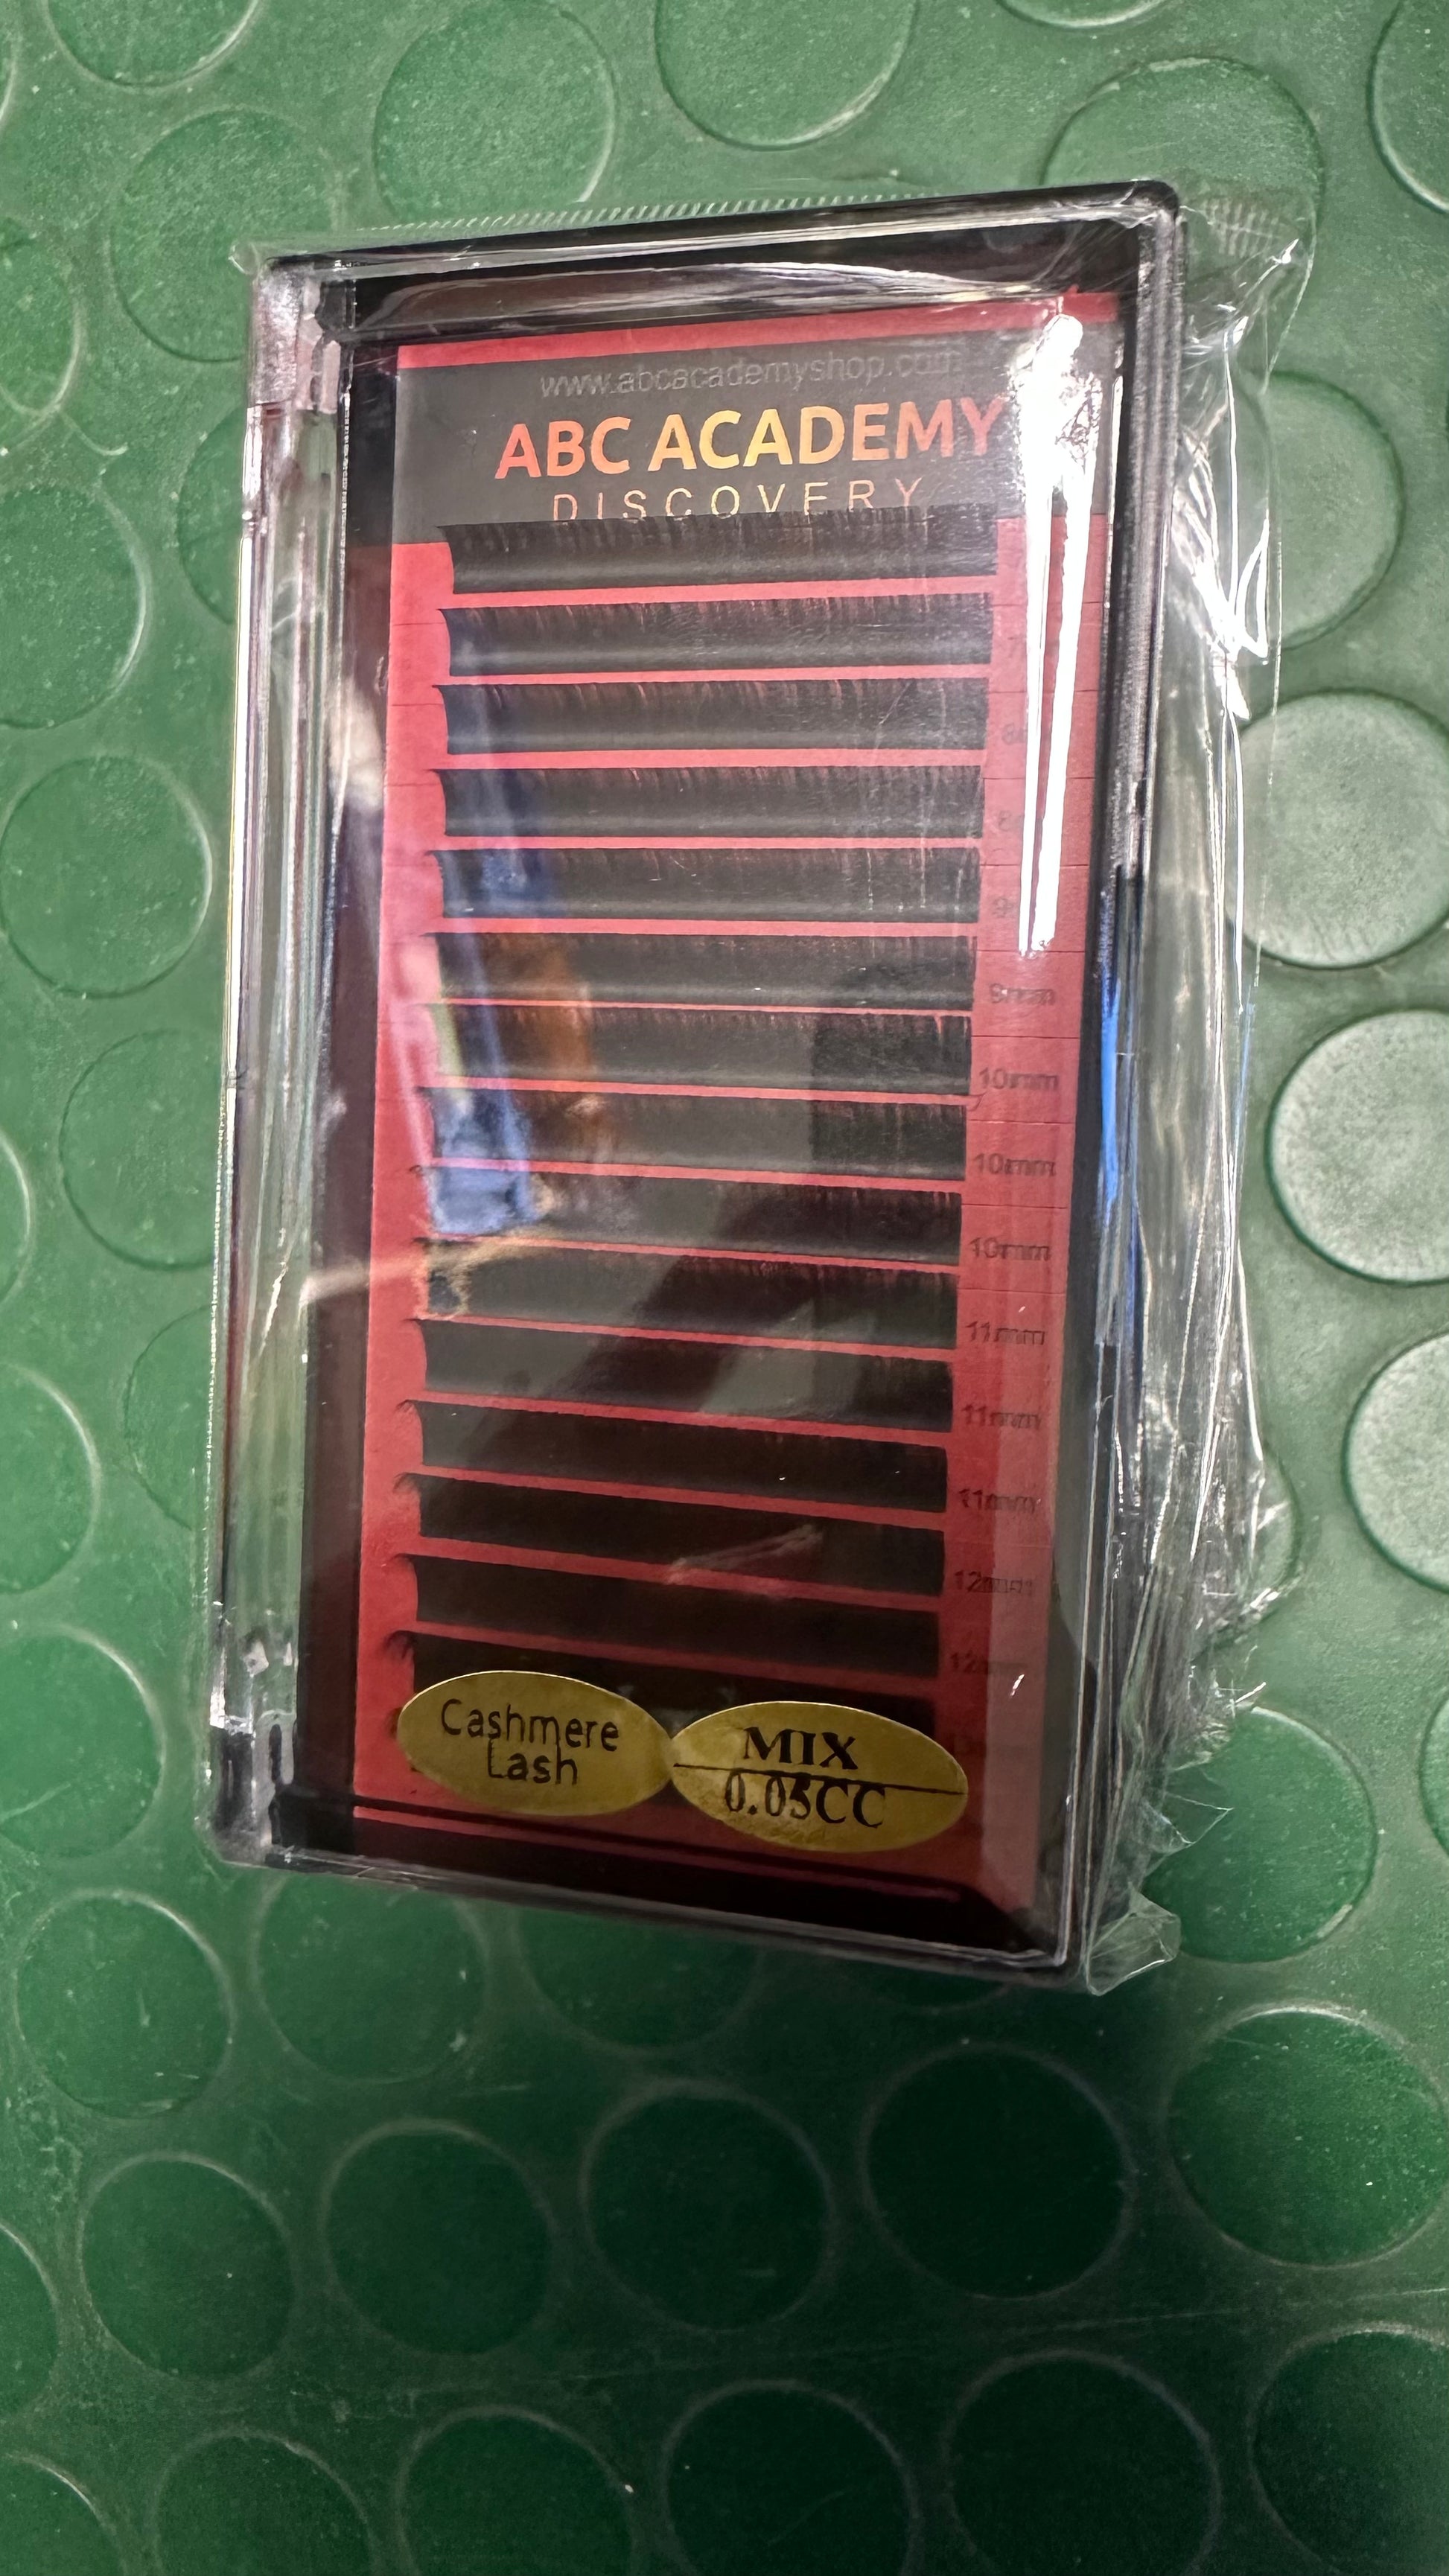 www.abcacademyshop.com
ABC ACADEMY
DISCOVERY
9mm
10mm
10mm
10mm
11mm
11mm
11mm
12mm
Cashmere
Lash
MIX
0.05CC